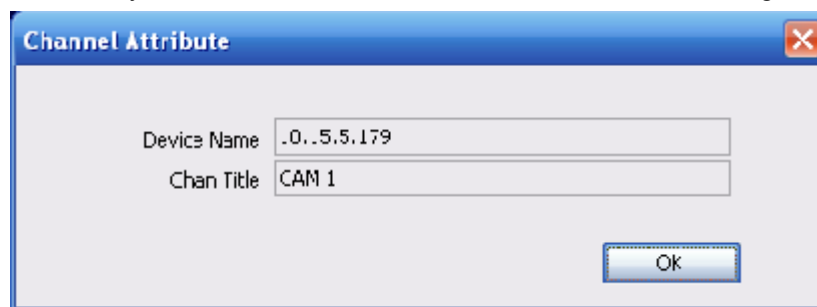 Channel Attribute
Device Name .0..5.5.179
Chan Title CAM 1
OK